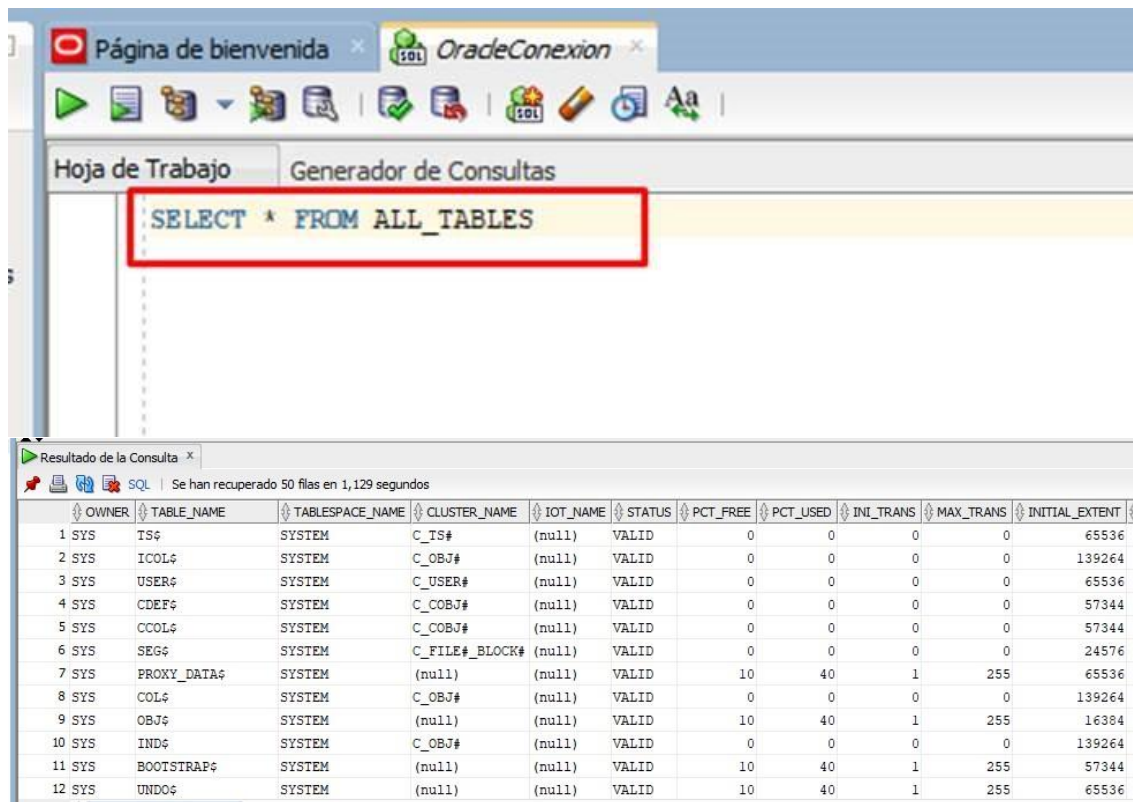 Página de bienvenida OracleConexion
Hoja de Trabajo Generador de Consultas
SELECT * FROM ALL_TABLES
s
Resultado de la Consulta x
SQL | Se han recuperado 50 filas en 1,129 segundos
OWNER TABLE_NAME TABLESPACE_NAME CLUSTER_NAME IOT_NAME STATUS PCT_FREE PCT_USED INI_TRANS MAX_TRANS INITIAL_EXTENT
1 SYS TS$ SYSTEM C_TS# (null) VALID 0 0 0 0 65536
2 SYS ICOL$ SYSTEM C_OBJ# (null) VALID 0 0 0 0 139264
3 SYS USER$ SYSTEM C_USER# (null) VALID 0 0 0 0 65536
4 SYS CDEF$ SYSTEM C_COBJ# (null) VALID 0 0 0 0 57344
5 SYS CCOL$ SYSTEM C_COBJ# (null) VALID 0 0 0 0 57344
6 SYS SEG$ SYSTEM C_FILE#_BLOCK# (null) VALID 0 0 0 0 24576
7 SYS PROXY_DATA$ SYSTEM (null) (null) VALID 10 40 1 255 65536
8 SYS COL$ SYSTEM C_OBJ# (null) VALID 0 0 0 0 139264
9 SYS OBJ$ SYSTEM (null) (null) VALID 10 40 1 255 16384
10 SYS IND$ SYSTEM C_OBJ# (null) VALID 0 0 0 0 139264
11 SYS BOOTSTRAP$ SYSTEM (null) (null) VALID 10 40 1 255 57344
12 SYS UNDO$ SYSTEM (null) (null) VALID 10 40 1 255 65536